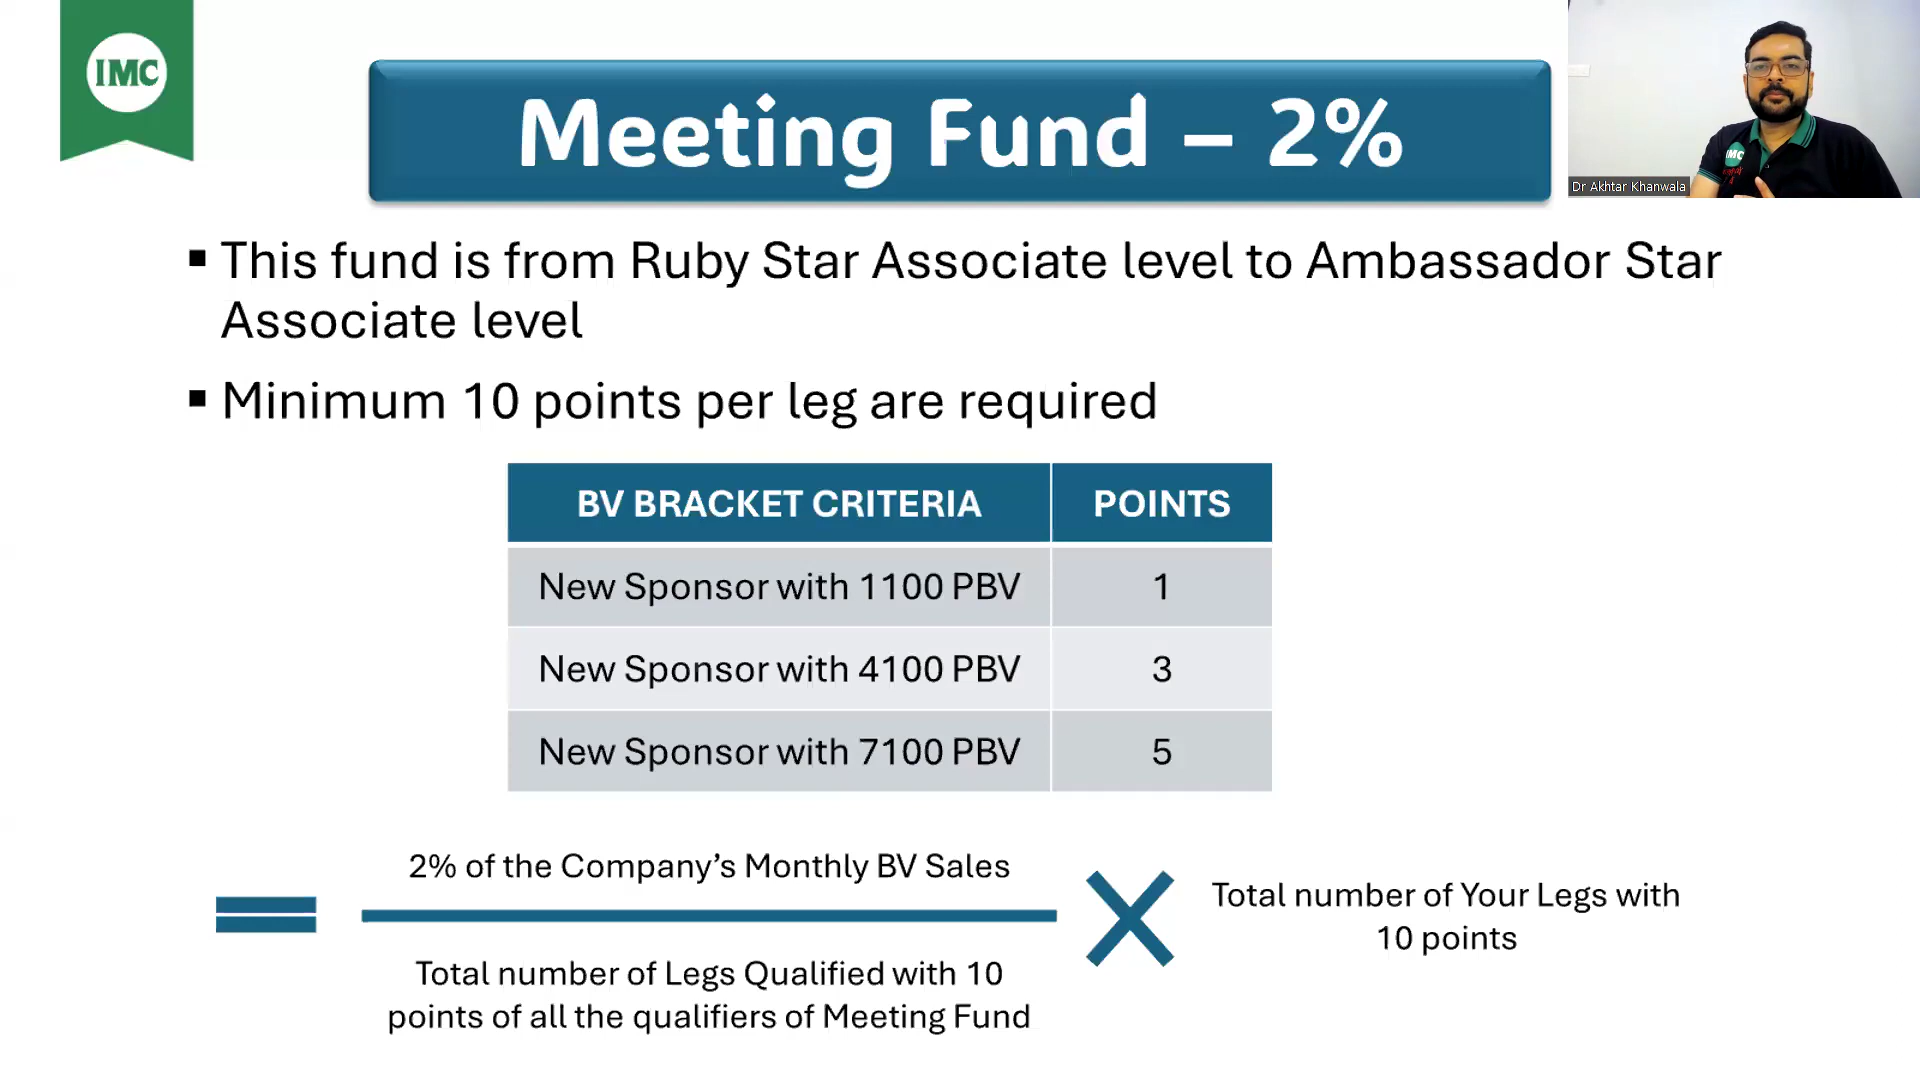 IMC
Meeting Fund – 2%
IMC
Dr Akhtar Khanwala
▪ This fund is from Ruby Star Associate level to Ambassador Star
Associate level
▪ Minimum 10 points per leg are required
BV BRACKET CRITERIA POINTS
New Sponsor with 1100 PBV 1
New Sponsor with 4100 PBV 3
New Sponsor with 7100 PBV 5
2% of the Company’s Monthly BV Sales
Total number of Your Legs with
10 points
Total number of Legs Qualified with 10
points of all the qualifiers of Meeting Fund